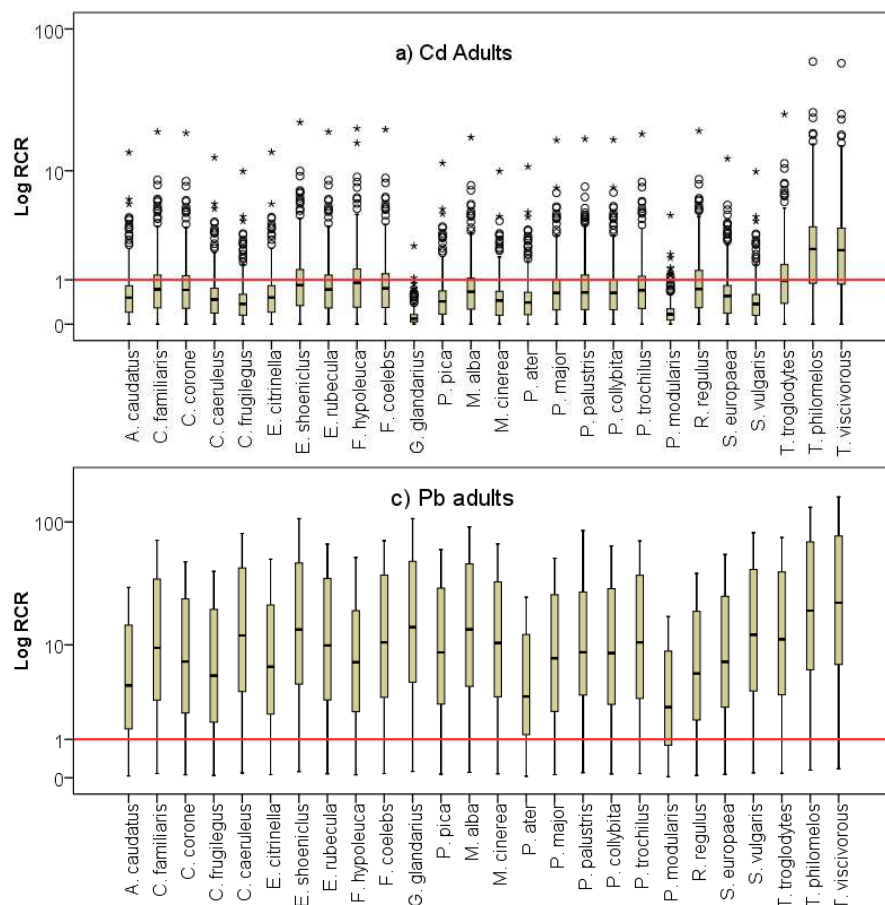 a) Cd Adults
Log RCR
100
10
1
0
A. caudatus
C. familiaris
C. corone
C. caeruleus
C. frugilegus
E. citrinella
E. shoeniclus
E. rubecula
F. hypoleuca
F. coelebs
G. glandarius
P. pica
M. alba
M. cinerea
P. ater
P. major
P. palustris
P. collybita
P. trochilus
P. modularis
R. regulus
S. europaea
S. vulgaris
T. troglodytes
T. philomelos
T. viscivorous
c) Pb adults
Log RCR
100
10
1
0
A. caudatus
C. familiaris
C. corone
C. frugilegus
C. caeruleus
E. citrinella
E. shoeniclus
E. rubecula
F. hypoleuca
F. coelebs
G. glandarius
P. pica
M. alba
M. cinerea
P. ater
P. major
P. palustris
P. collybita
P. trochilus
P. modularis
R. regulus
S. europaea
S. vulgaris
T. troglodytes
T. philomelos
T. viscivorous